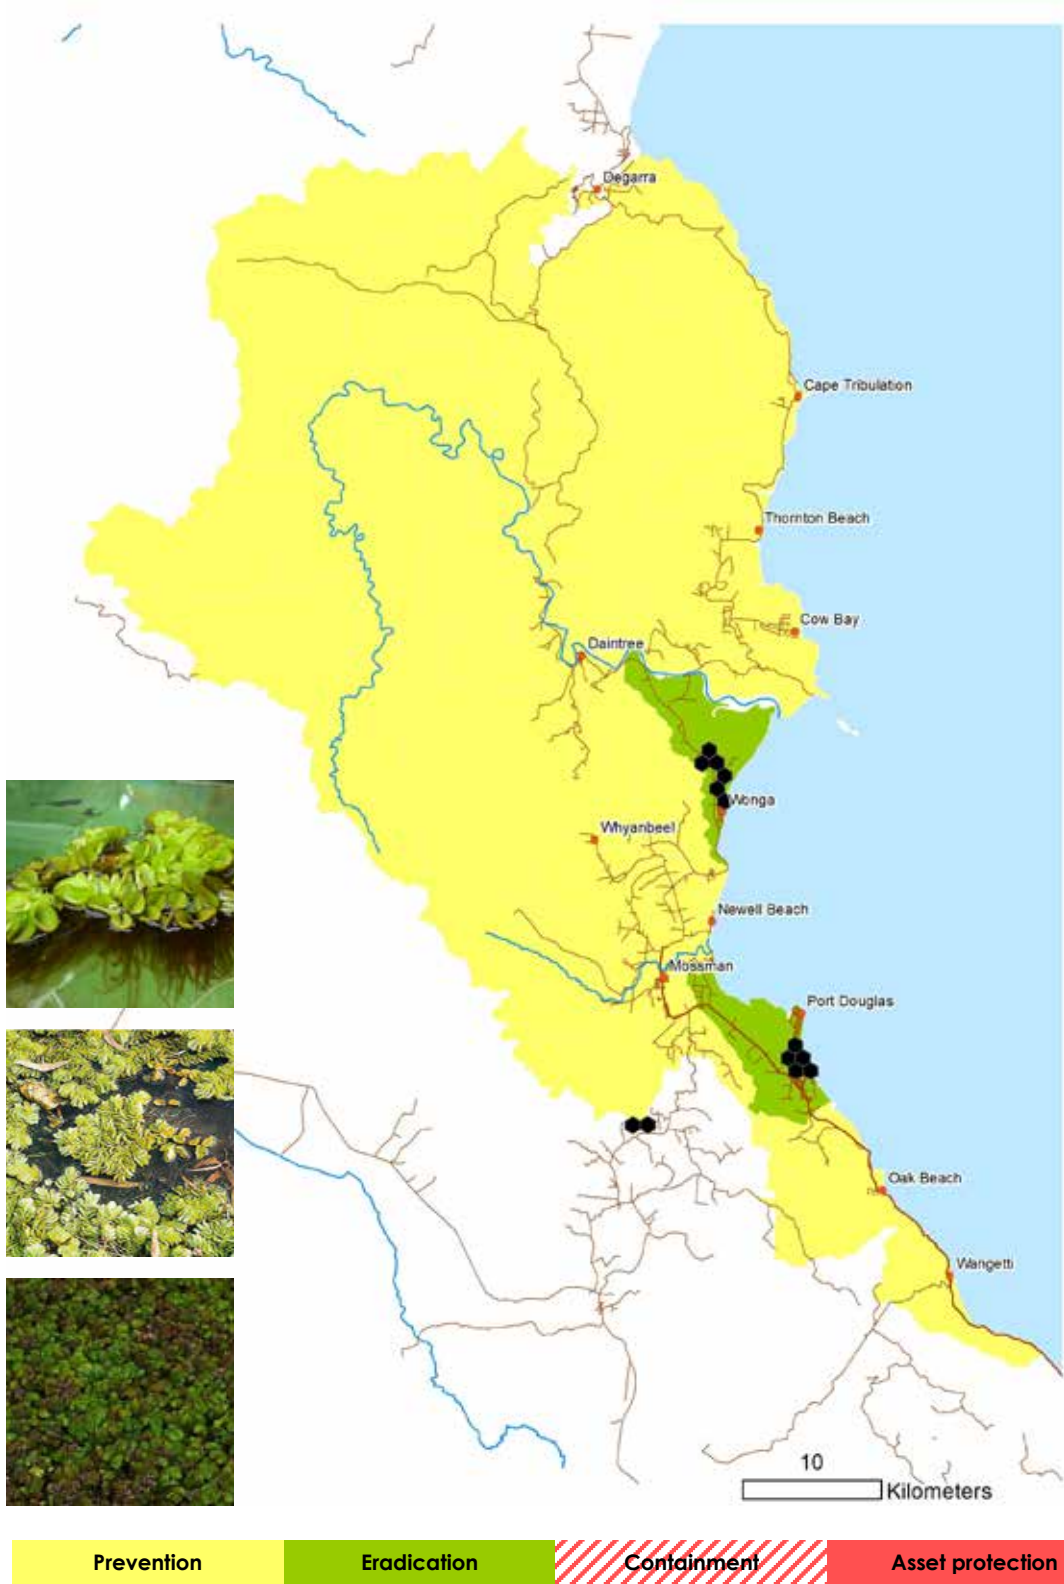 Degarra
Cape Tribulation
Thornton Beach
Cow Bay
Daintree
Wonga
Whyanbeel
Newell Beach
Mossman
Port Douglas
Oak Beach
Wangetti
10
Kilometers
Prevention Eradication Containment Asset protection